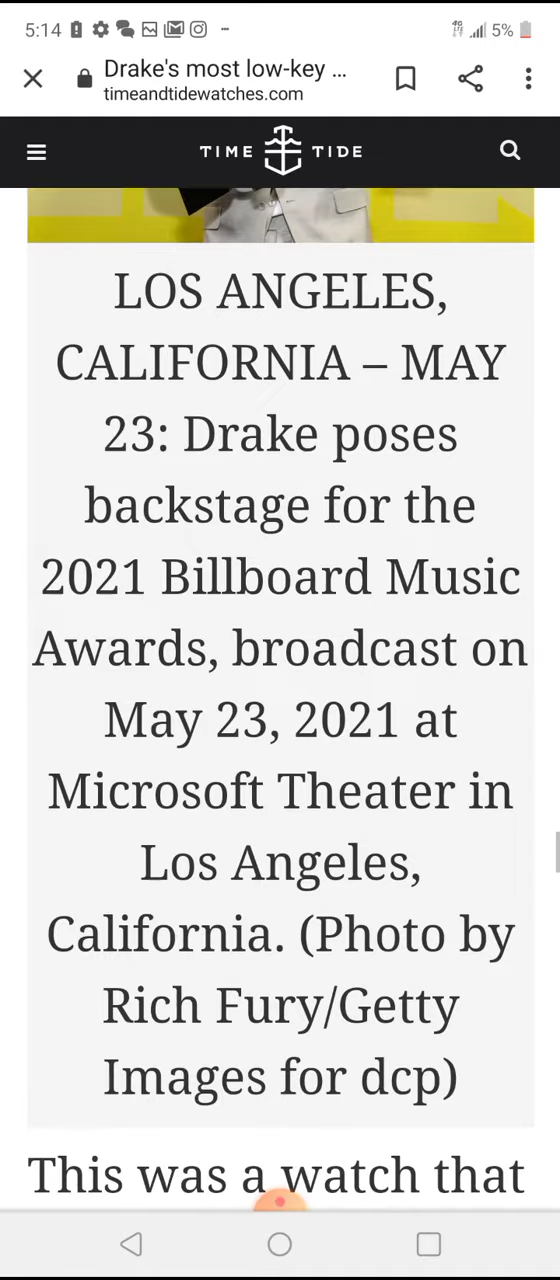 5:14
4G
LTE
5%
Drake's most low-key ...
timeandtidewatches.com
TIME TIDE
LOS ANGELES,
CALIFORNIA – MAY
23: Drake poses
backstage for the
2021 Billboard Music
Awards, broadcast on
May 23, 2021 at
Microsoft Theater in
Los Angeles,
California. (Photo by
Rich Fury/Getty
Images for dcp)
This was a watch that